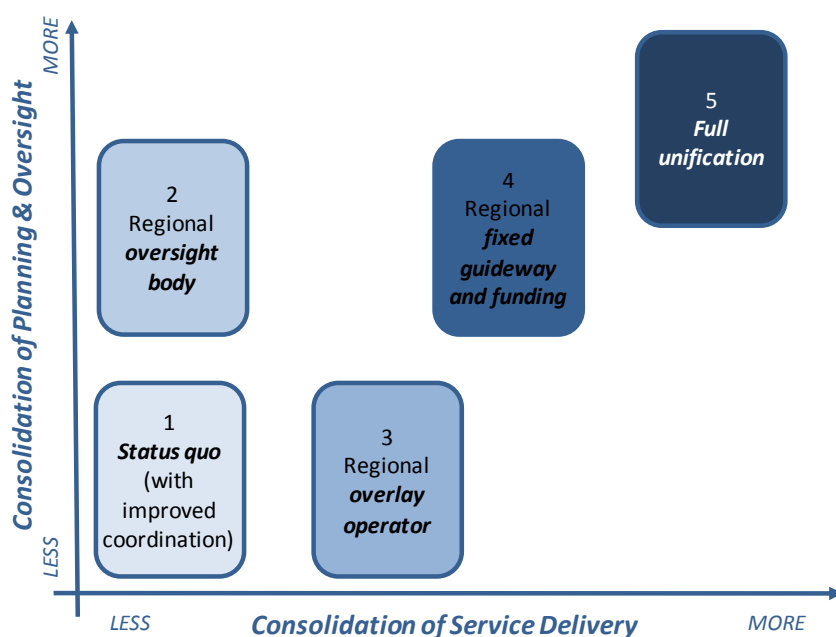 MORE
Consolidation of Planning & Oversight
LESS
5
Full
unification
2
Regional
oversight
body
4
Regional
fixed
guideway
and funding
1
Status quo
(with
improved
coordination)
3
Regional
overlay
operator
LESS
Consolidation of Service Delivery
MORE